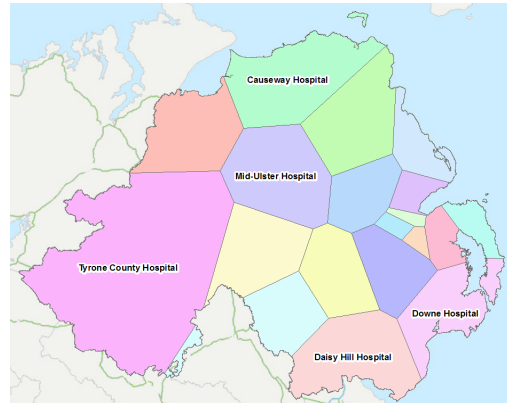 Causeway Hospital
Mid-Ulster Hospital
Tyrone County Hospital
Downe Hospital
Daisy Hill Hospital